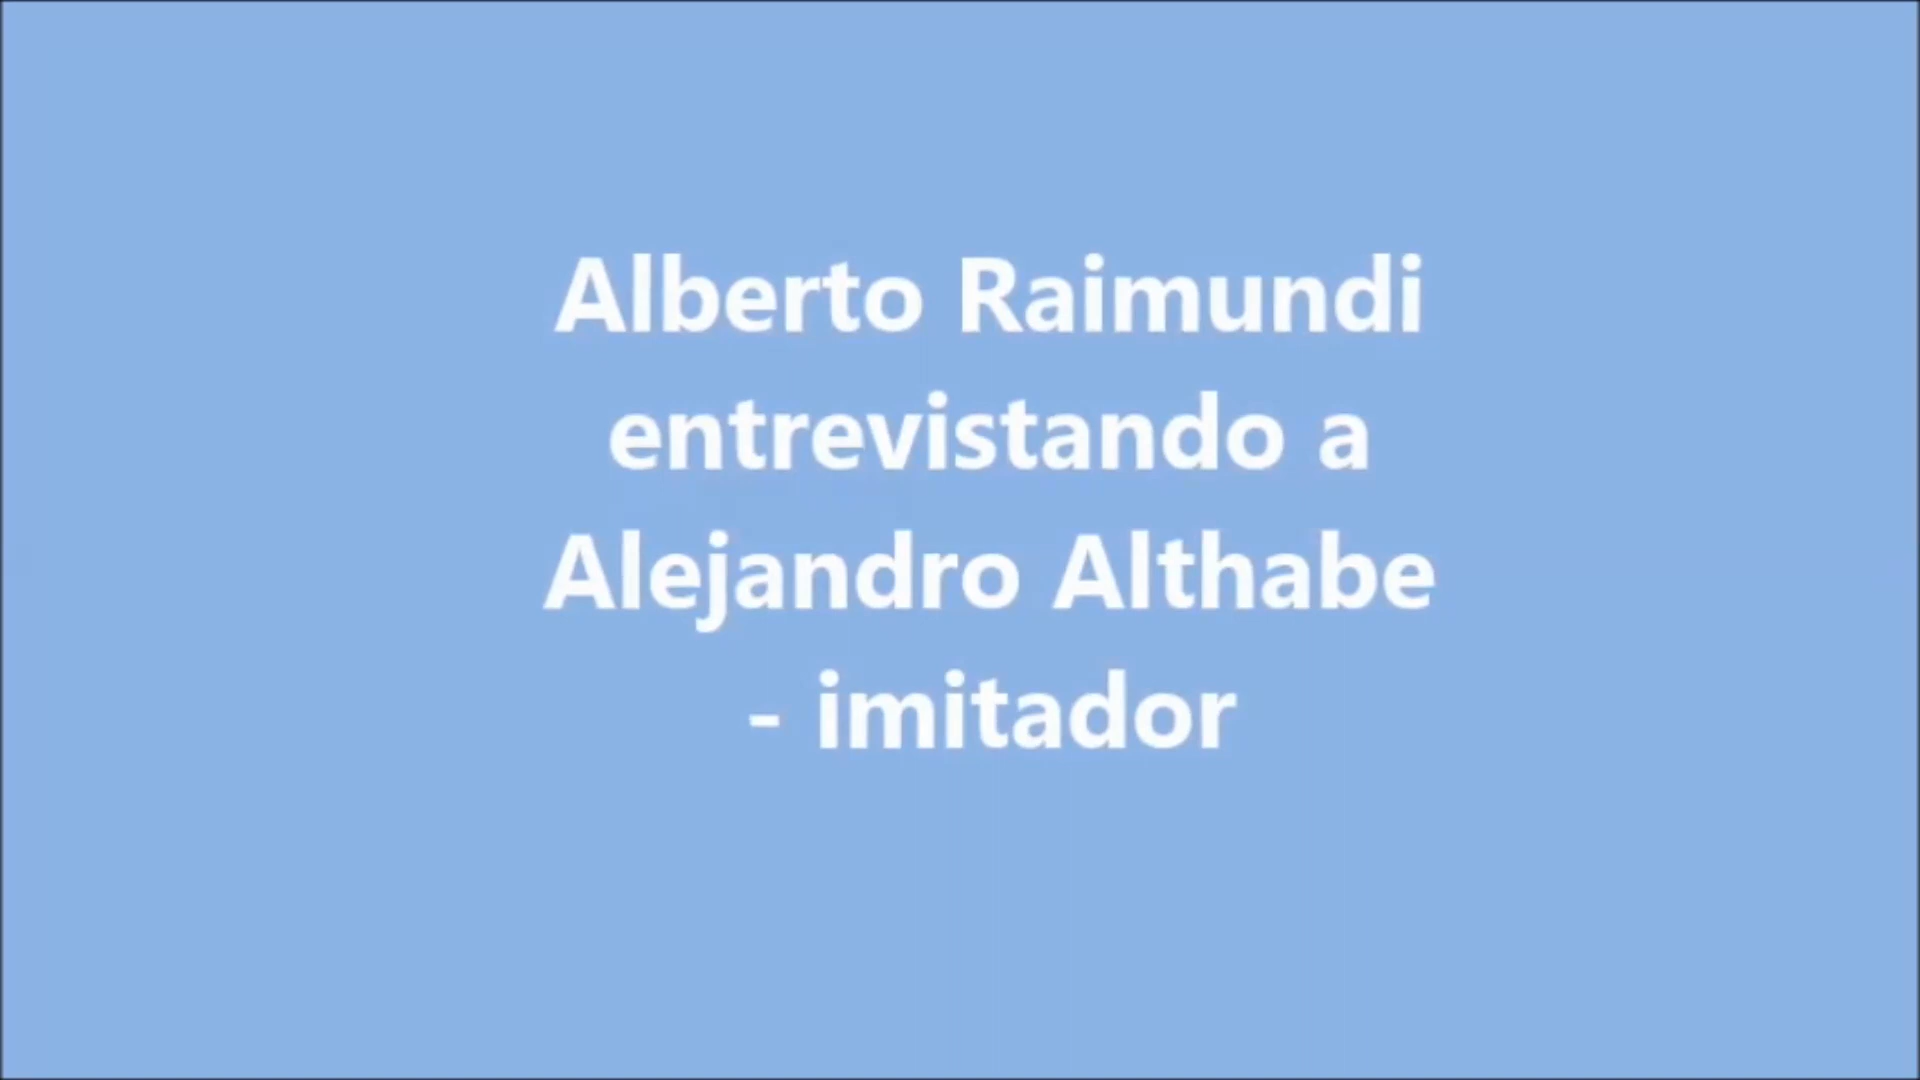 Alberto Raimundi
entrevistando a
Alejandro Althabe
- imitador